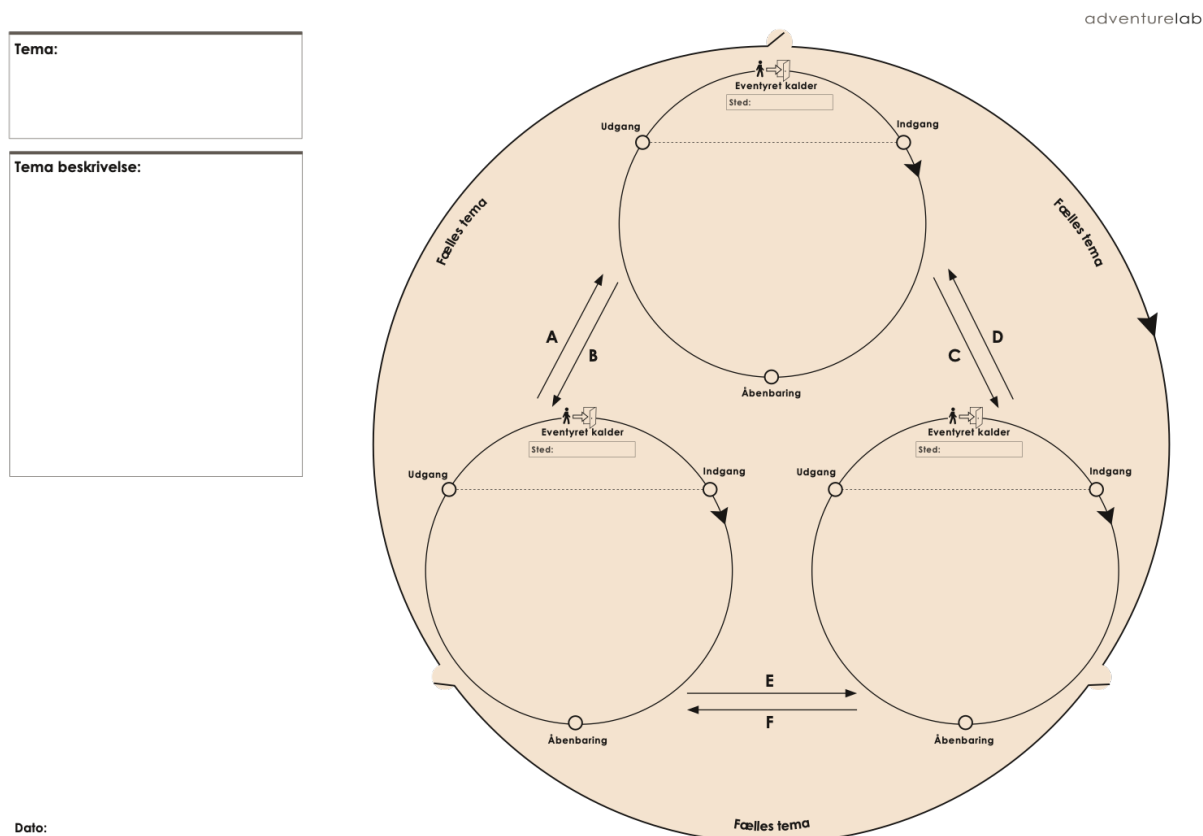 adventurelab
Tema:
Tema beskrivelse:
Eventyret kalder
Sted:
Udgang
Indgang
Fælles tema
Fælles tema
A
B
C
D
Åbenbaring
Eventyret kalder
Sted:
Udgang
Indgang
Eventyret kalder
Sted:
Udgang
Indgang
E
F
Åbenbaring
Åbenbaring
Fælles tema
Dato: